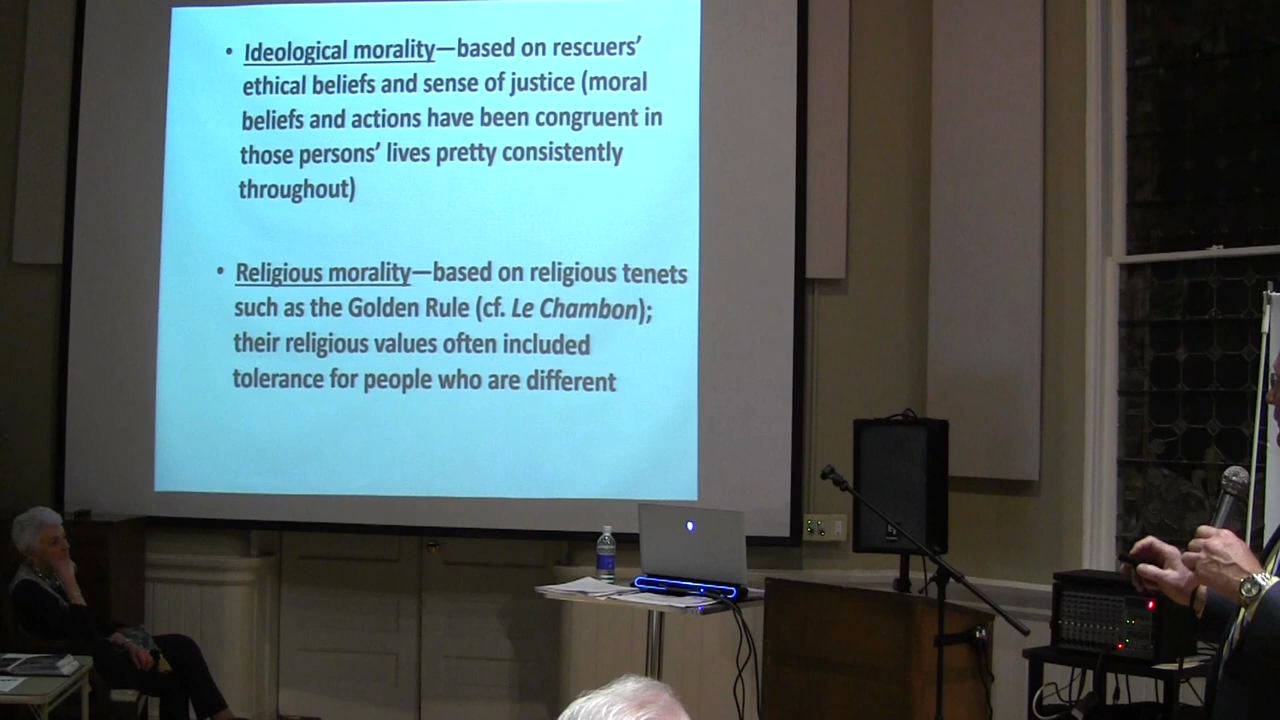 • Ideological morality—based on rescuers’
ethical beliefs and sense of justice (moral
beliefs and actions have been congruent in
those persons’ lives pretty consistently
throughout)
• Religious morality—based on religious tenets
such as the Golden Rule (cf. Le Chambon);
their religious values often included
tolerance for people who are different